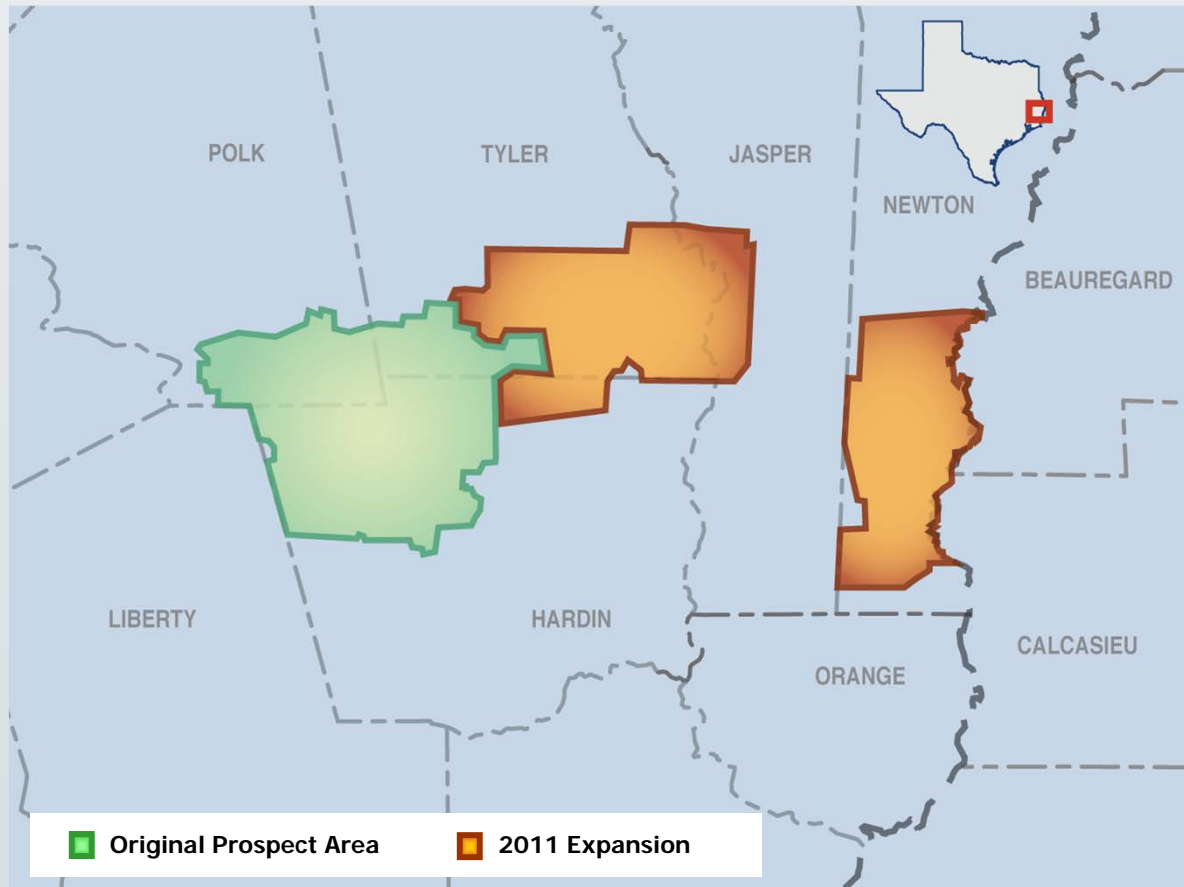 POLK
TYLER
JASPER
NEWTON
BEAUREGARD
LIBERTY
HARDIN
CALCASIEU
ORANGE
Original Prospect Area
2011 Expansion